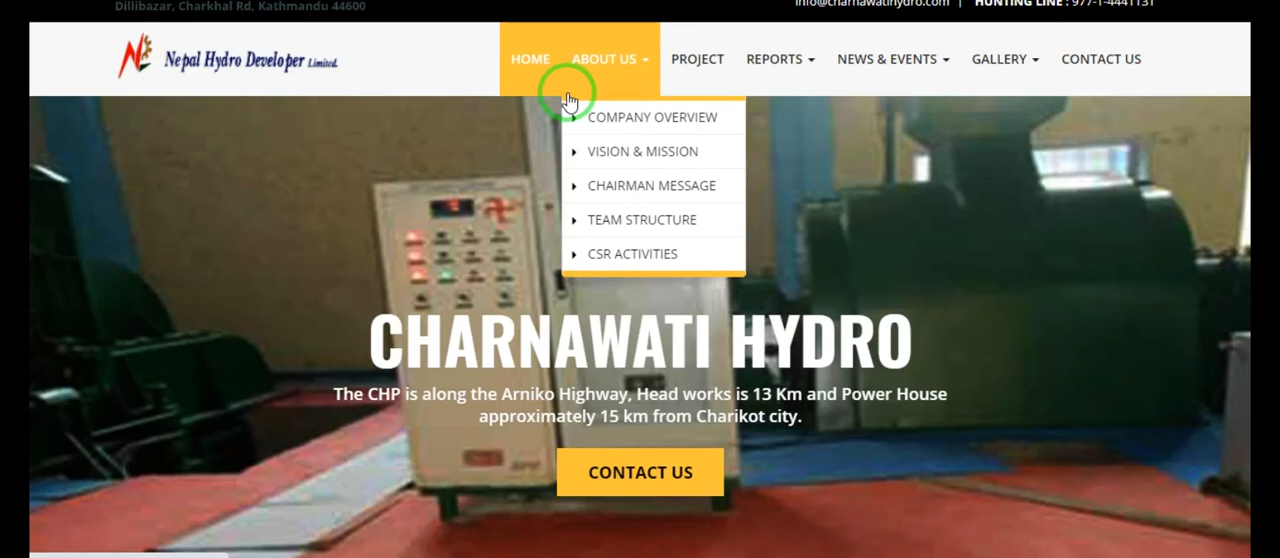 Dillibazar, Charkhal Rd, Kathmandu 44600
info@charnawatihydro.com | HUNTING LINE : 977-1-4441131
Nepal Hydro Developer Limited.
HOME ABOUT US PROJECT REPORTS NEWS & EVENTS GALLERY CONTACT US
COMPANY OVERVIEW
VISION & MISSION
CHAIRMAN MESSAGE
TEAM STRUCTURE
CSR ACTIVITIES
CHARNAWATI HYDRO
The CHP is along the Arniko Highway, Head works is 13 Km and Power House
approximately 15 km from Charikot city.
CONTACT US